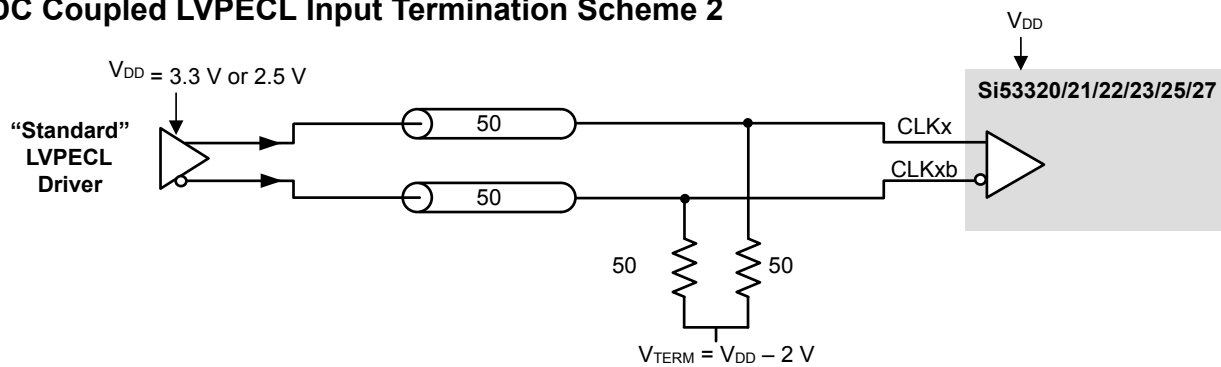 DC Coupled LVPECL Input Termination Scheme 2
VDD
VDD = 3.3 V or 2.5 V
Si53320/21/22/23/25/27
“Standard”
LVPECL
Driver
50
CLKx
CLKxb
50
50
50
VTERM = VDD – 2 V